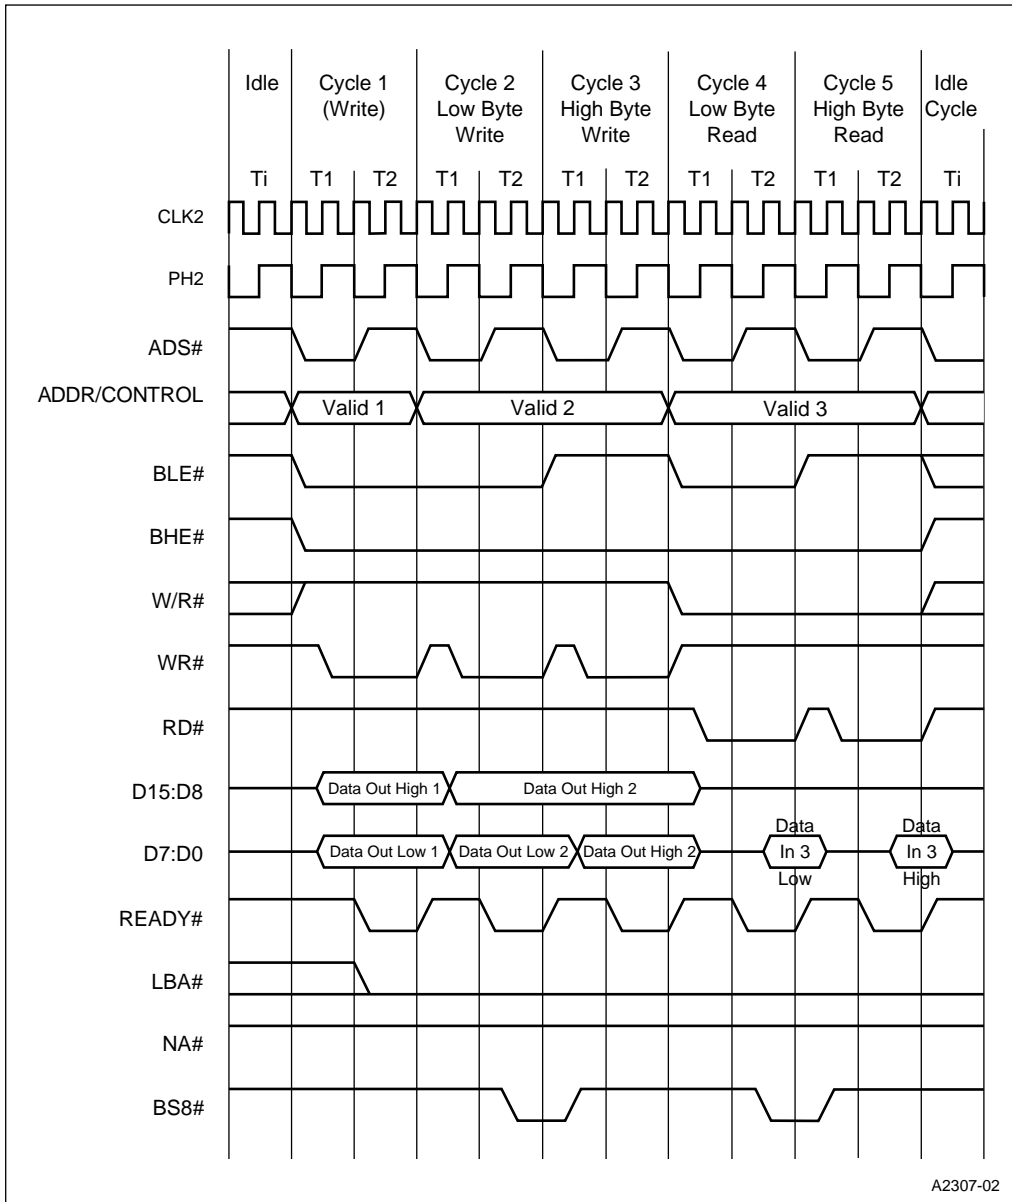 Idle Cycle 1 Cycle 2 Cycle 3 Cycle 4 Cycle 5 Idle
(Write) Low Byte High Byte Low Byte High Byte Cycle
Write Write Read Read
Ti T1 T2 T1 T2 T1 T2 T1 T2 T1 T2 Ti
CLK2
PH2
ADS#
ADDR/CONTROL
Valid 1 Valid 2 Valid 3
BLE#
BHE#
W/R#
WR#
RD#
D15:D8 Data Out High 1 Data Out High 2
Data Data
D7:D0 Data Out Low 1 Data Out Low 2 Data Out High 2 In 3 In 3
Low High
READY#
LBA#
NA#
BS8#
A2307-02